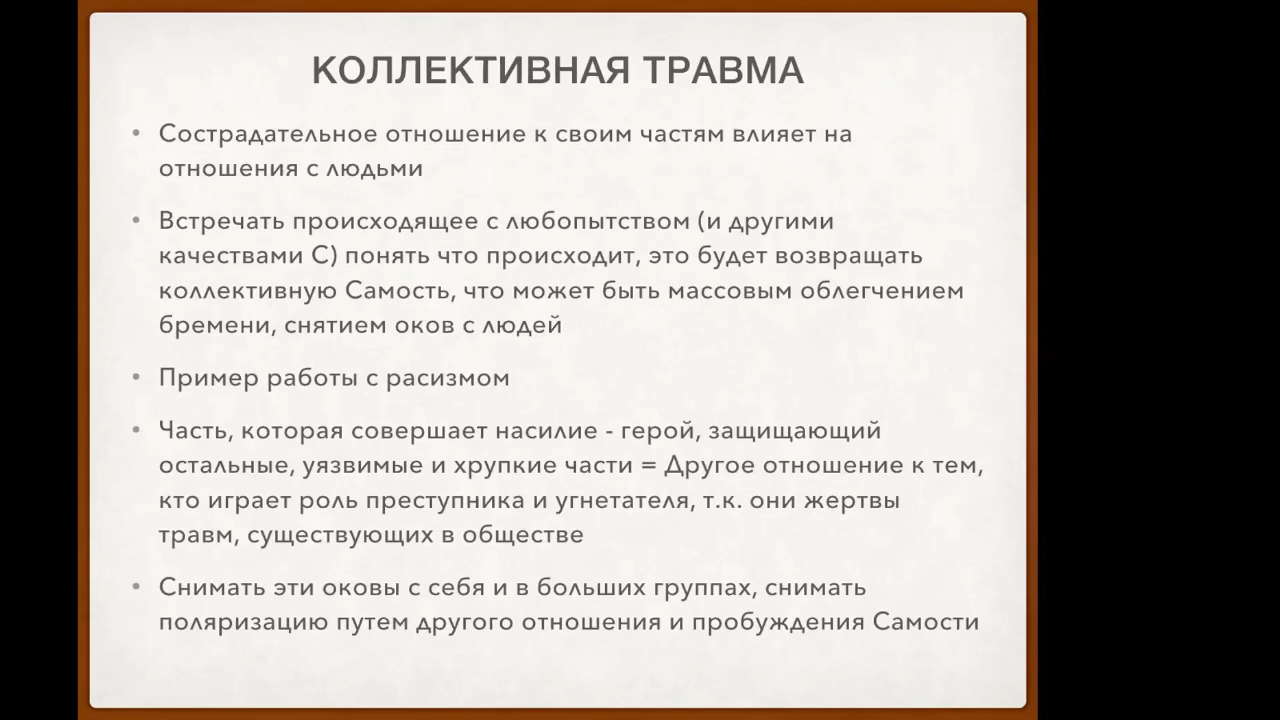 КОЛЛЕКТИВНАЯ ТРАВМА
• Сострадательное отношение к своим частям влияет на
отношения с людьми
• Встречать происходящее с любопытством (и другими
качествами С) понять что происходит, это будет возвращать
коллективную Самость, что может быть массовым облегчением
бремени, снятием оков с людей
• Пример работы с расизмом
• Часть, которая совершает насилие - герой, защищающий
остальные, уязвимые и хрупкие части = Другое отношение к тем,
кто играет роль преступника и угнетателя, т.к. они жертвы
травм, существующих в обществе
• Снимать эти оковы с себя и в больших группах, снимать
поляризацию путем другого отношения и пробуждения Самости